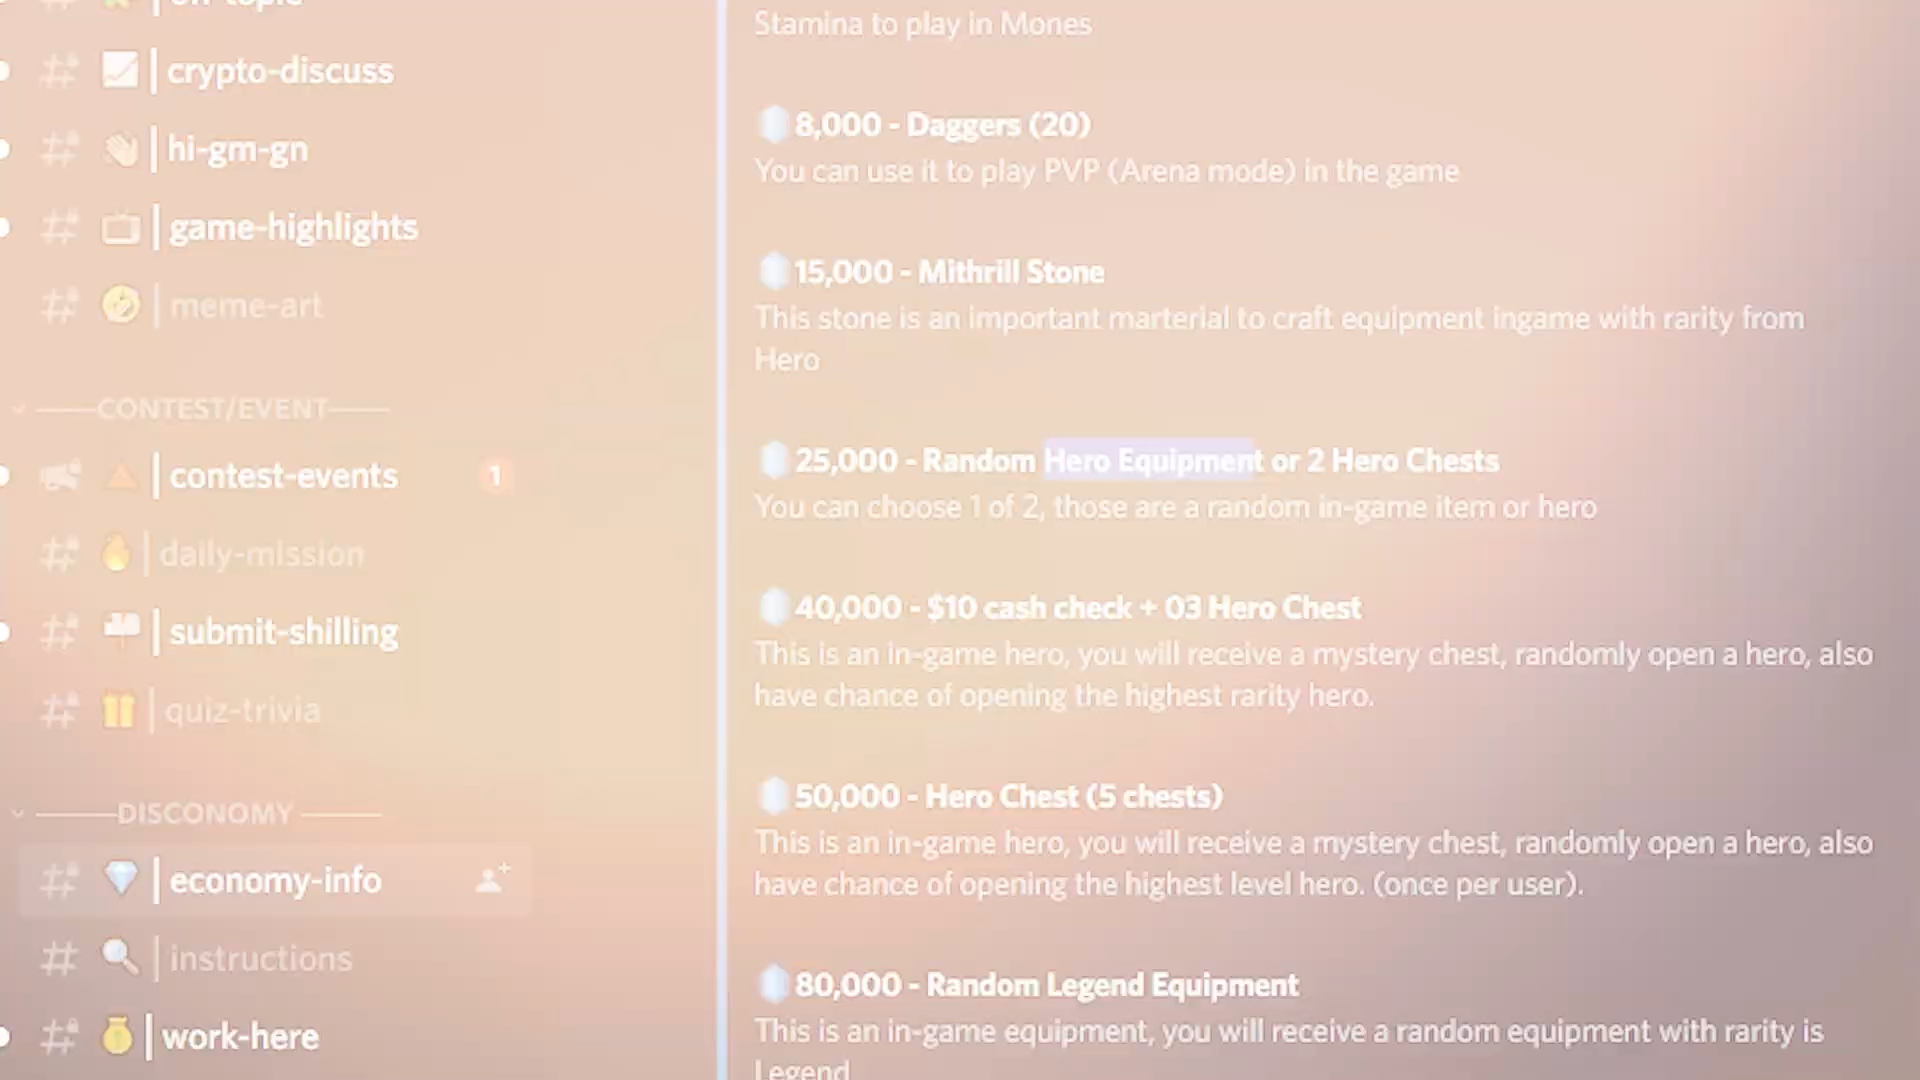 off-topic
crypto-discuss
hi-gm-gn
game-highlights
meme-art
CONTEST/EVENT
contest-events 1
daily-mission
submit-shilling
quiz-trivia
DISCONOMY
economy-info
instructions
work-here
Stamina to play in Mones
8,000 - Daggers (20)
You can use it to play PVP (Arena mode) in the game
15,000 - Mithrill Stone
This stone is an important marterial to craft equipment ingame with rarity from
Hero
25,000 - Random Hero Equipment or 2 Hero Chests
You can choose 1 of 2, those are a random in-game item or hero
40,000 - $10 cash check + 03 Hero Chest
This is an in-game hero, you will receive a mystery chest, randomly open a hero, also
have chance of opening the highest rarity hero.
50,000 - Hero Chest (5 chests)
This is an in-game hero, you will receive a mystery chest, randomly open a hero, also
have chance of opening the highest level hero. (once per user).
80,000 - Random Legend Equipment
This is an in-game equipment, you will receive a random equipment with rarity is
Legend